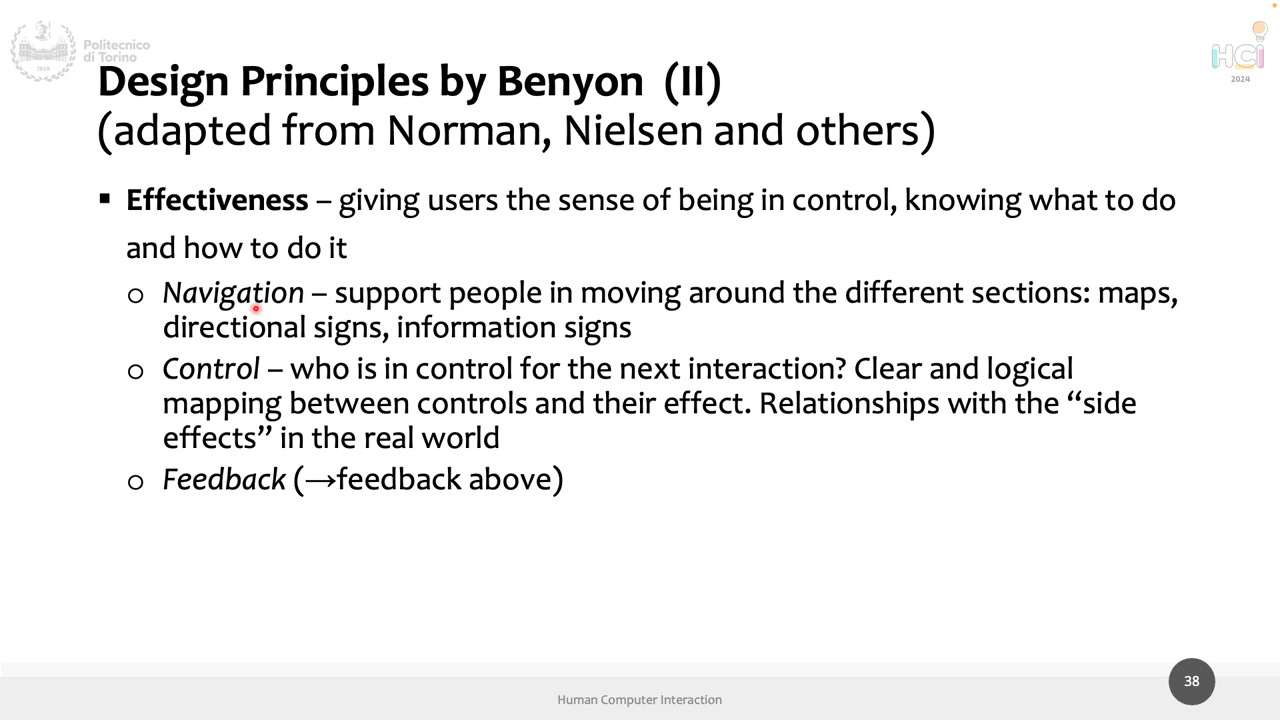 Politecnico
di Torino
1859
HCI
2024
Design Principles by Benyon (II)
(adapted from Norman, Nielsen and others)
▪ Effectiveness – giving users the sense of being in control, knowing what to do
and how to do it
o Navigation – support people in moving around the different sections: maps,
directional signs, information signs
o Control – who is in control for the next interaction? Clear and logical
mapping between controls and their effect. Relationships with the “side
effects” in the real world
o Feedback (→feedback above)
Human Computer Interaction
38